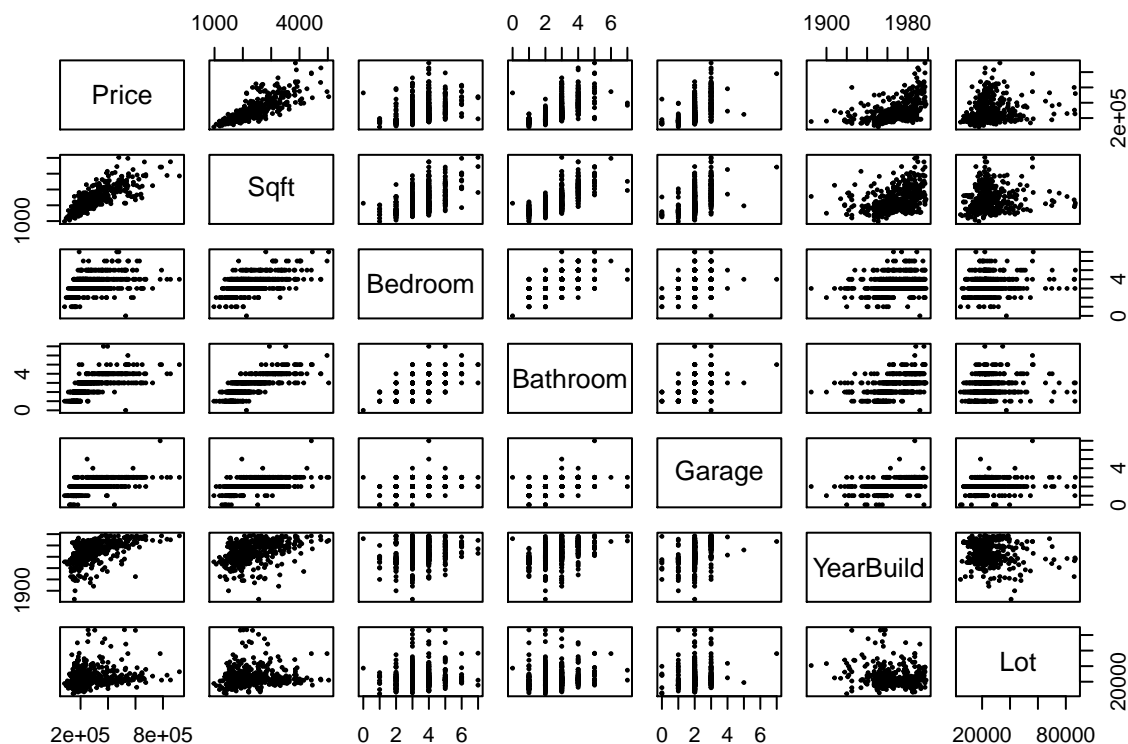 1000 4000 0 2 4 6 1900 1980
Price 2e+05
1000 Sqft
Bedroom 0 4
0 4 Bathroom
Garage 0 4
1900 YearBuild
Lot 20000
2e+05 8e+05 0 2 4 6 0 2 4 6 20000 80000